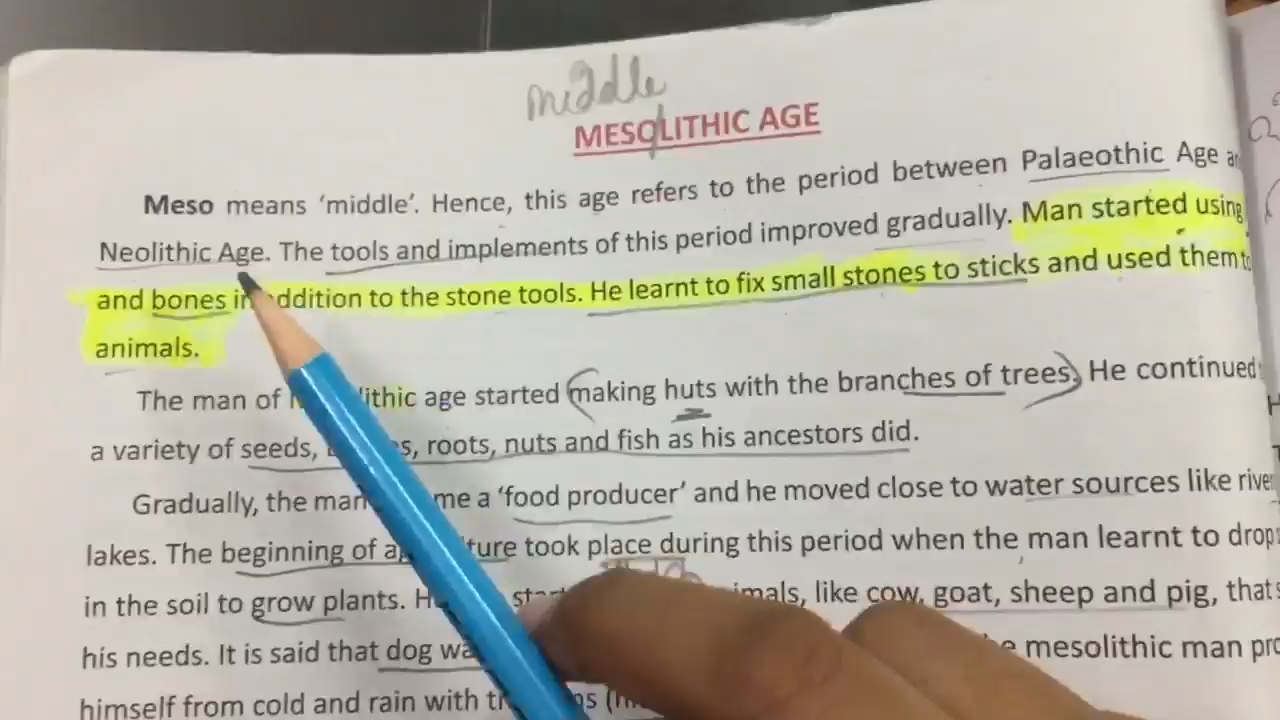 middle
MESOLITHIC AGE
Meso means 'middle'. Hence, this age refers to the period between Palaeothic Age
Neolithic Age. The tools and implements of this period improved gradually. Man started using
and bones in addition to the stone tools. He learnt to fix small stones to sticks and used them
animals.
The man of age started making huts with the branches of trees. He continued
a variety of seeds, roots, nuts and fish as his ancestors did.
Gradually, the man a 'food producer' and he moved close to water sources like
lakes. The beginning of took place during this period when the man learnt to drop
in the soil to grow plants. like cow, goat, sheep and pig, that
his needs. It is said that dog mesolithic man
himself from cold and rain with